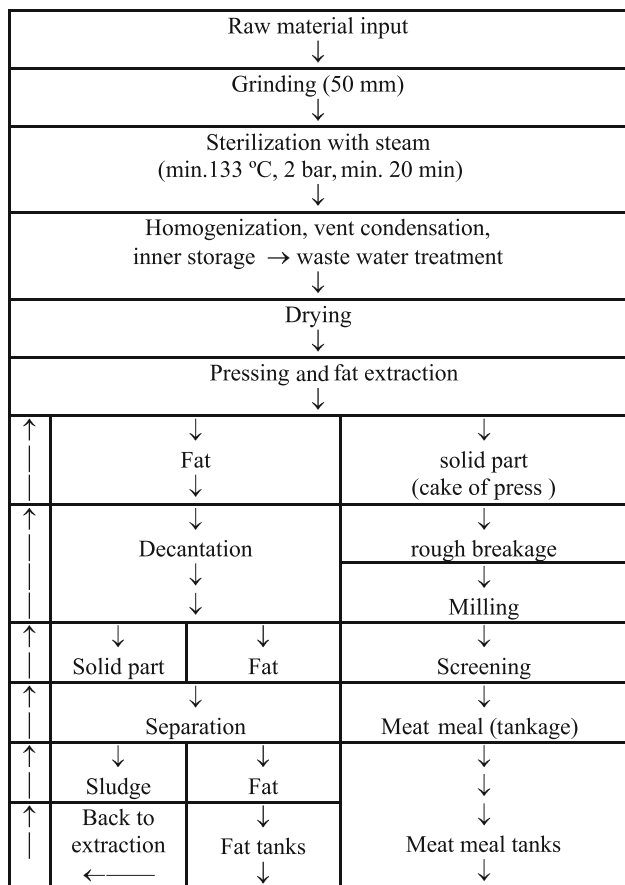 Raw material input
↓
Grinding (50 mm)
↓
Sterilization with steam
(min.133 ºC, 2 bar, min. 20 min)
↓
Homogenization, vent condensation,
inner storage → waste water treatment
↓
Drying
↓
Pressing and fat extraction
↓
↑ ↓ ↓
Fat solid part
↓ (cake of press )
↑ ↓ ↓
Decantation rough breakage
↓ ↓
↓ Milling
↑ ↓ ↓ ↓
Solid part Fat Screening
↑ ↓ ↓
Separation Meat meal (tankage)
↑ ↓ ↓ ↓
Sludge Fat ↓
↑ Back to ↓ ↓
extraction Fat tanks Meat meal tanks
← ↓ ↓